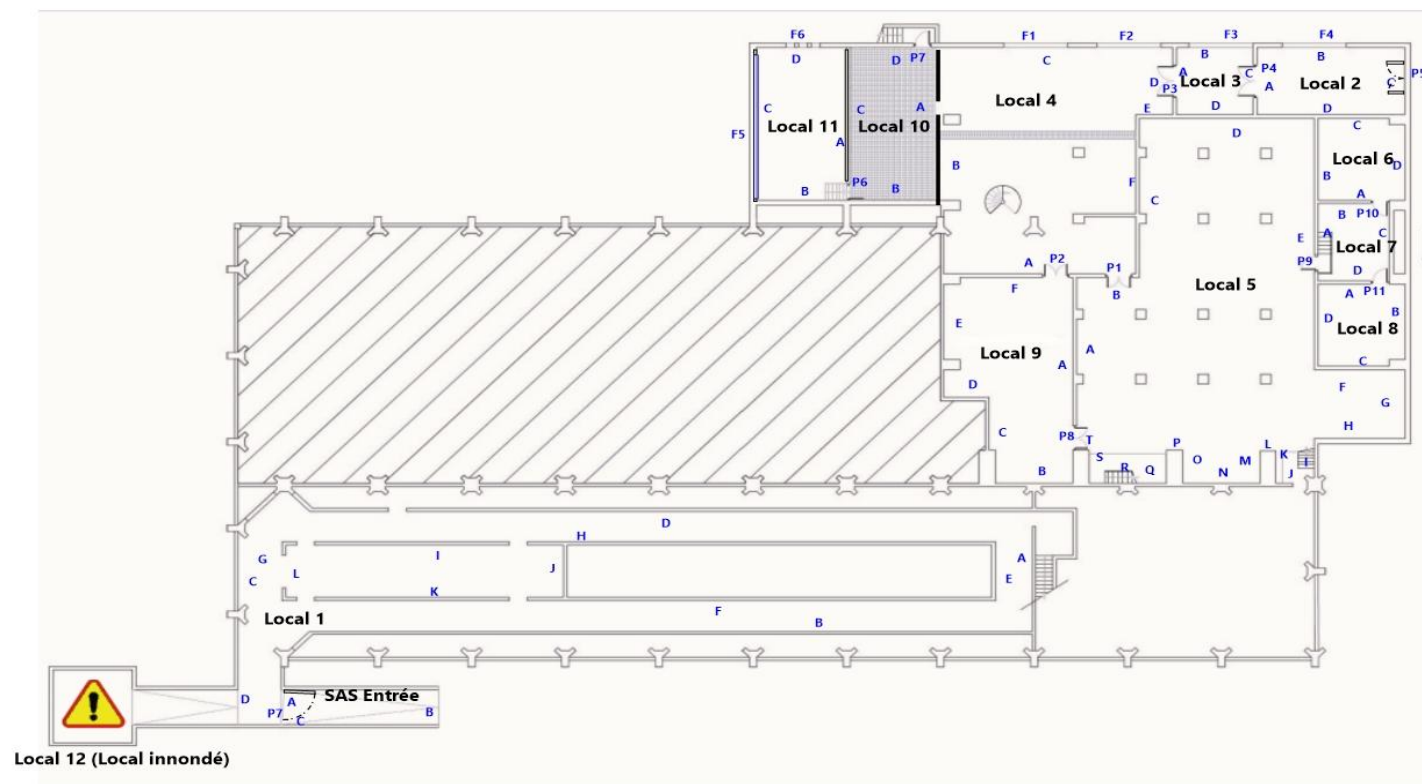 F6
F1
F2
F3
F4
D
D
P7
C
B
B
D
A
P3
Local 3
C
P4
A
Local 2
C
P5
Local 4
C
C
A
E
D
D
F5
Local 11
A
Local 10
D
C
B
Local 6
D
B
P6
B
B
F
C
A
B
P10
A
C
E
Local 7
P9
D
A
P2
P1
F
B
Local 5
A
P11
B
D
Local 8
E
Local 9
A
A
C
D
F
G
H
C
P8
T
P
L
S
R
Q
O
N
M
K
J
I
B
D
H
G
I
A
C
L
J
E
K
F
B
Local 1
D
A
SAS Entrée
P7
C
B
Local 12 (Local innondé)